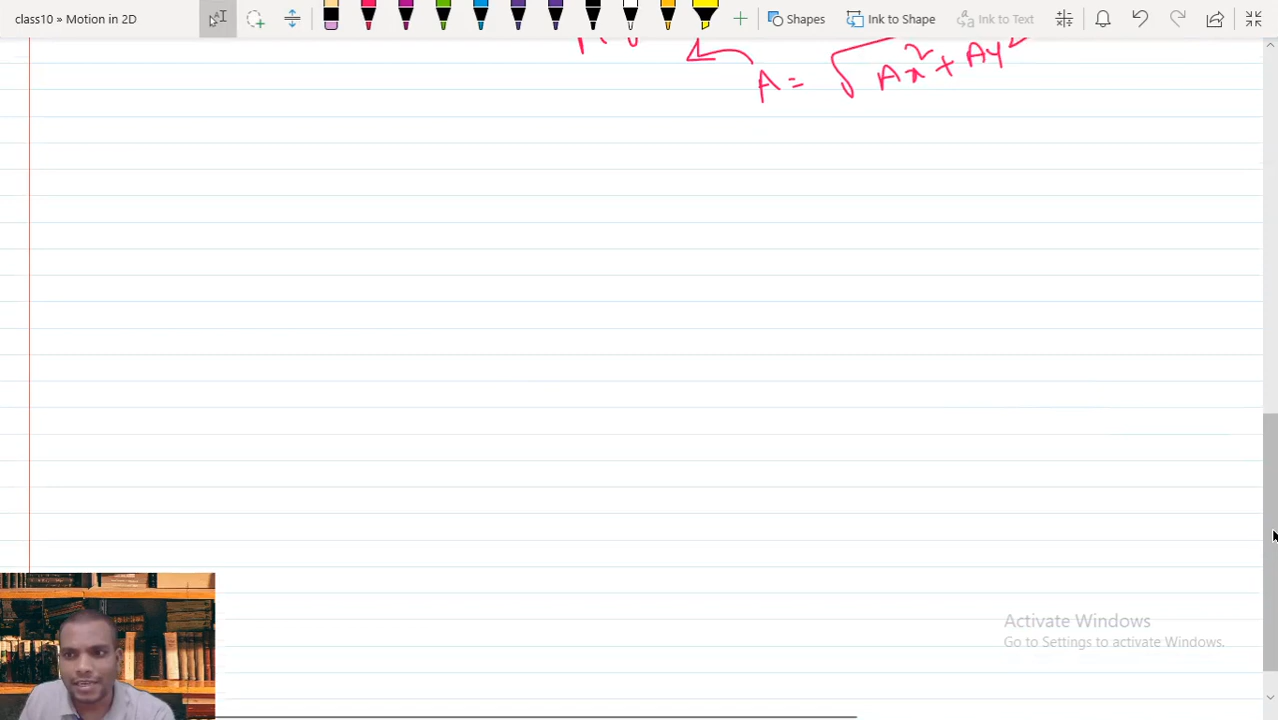 class10 » Motion in 2D
Shapes
Ink to Shape
Ink to Text
A = √Ax²+Ay²
Activate Windows
Go to Settings to activate Windows.